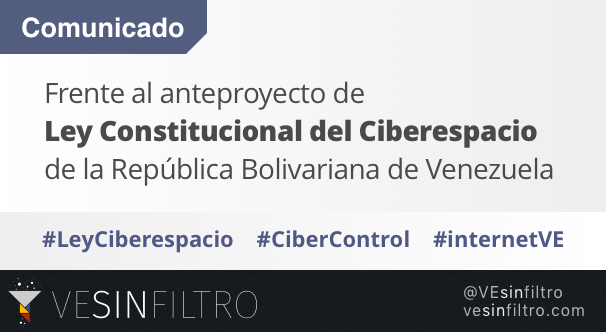 Comunicado
Frente al anteproyecto de
Ley Constitucional del Ciberespacio
de la República Bolivariana de Venezuela
#LeyCiberespacio #CiberControl #internetVE
VESINFILTRO
@VEsinfiltro
vesinfiltro.com